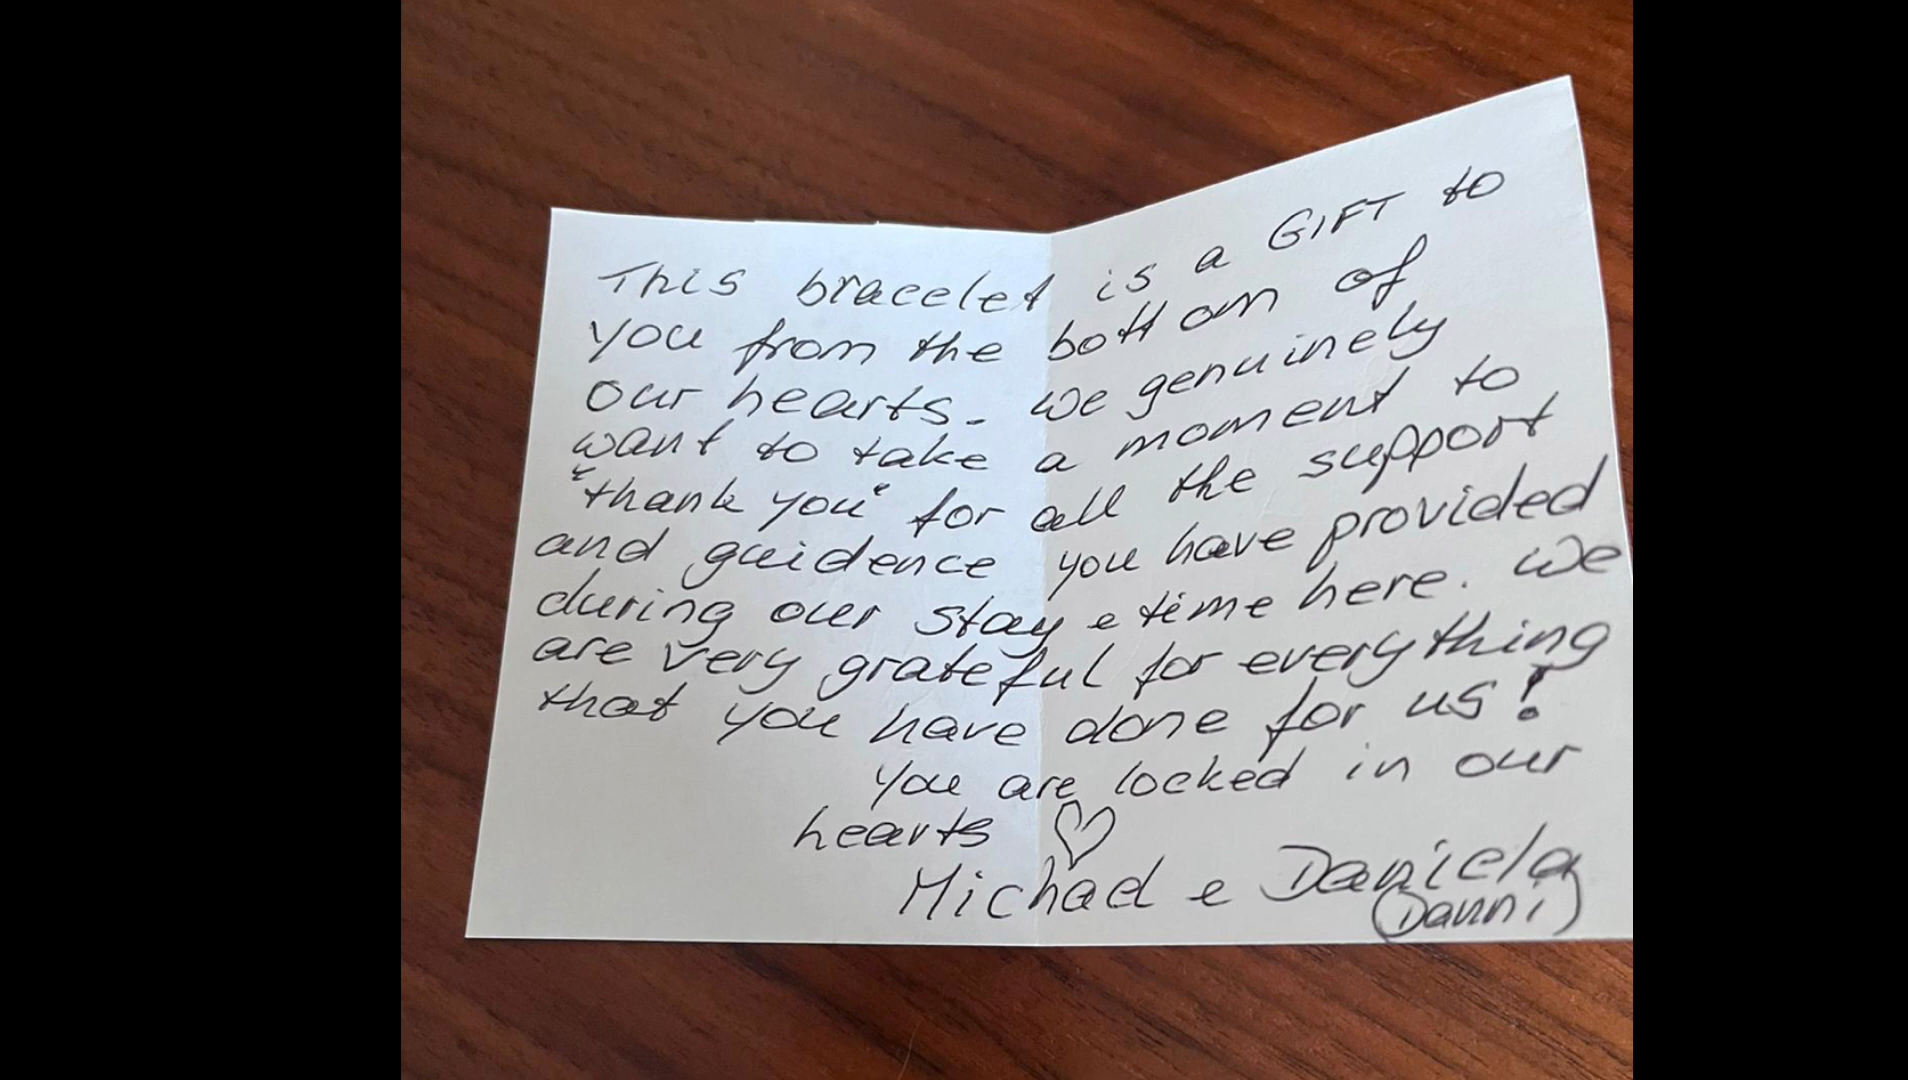 This bracelet is a GIFT to
you from the bottom of
our hearts. We genuinely
want to take a moment to
"thank you" for all the support
and guidence you have provided
during our stay e time here. We
are very grateful for everything
that you have done for us!
You are locked in our
hearts ♡
Michael e Daniela
(Danni)